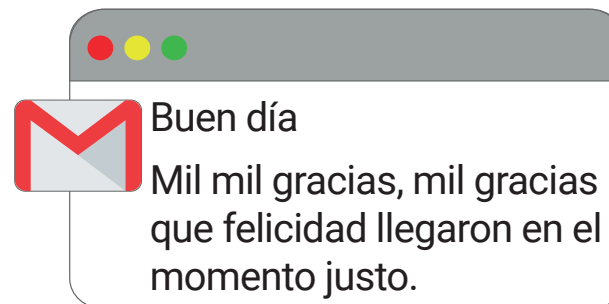 Buen día
Mil mil gracias, mil gracias
que felicidad llegaron en el
momento justo.